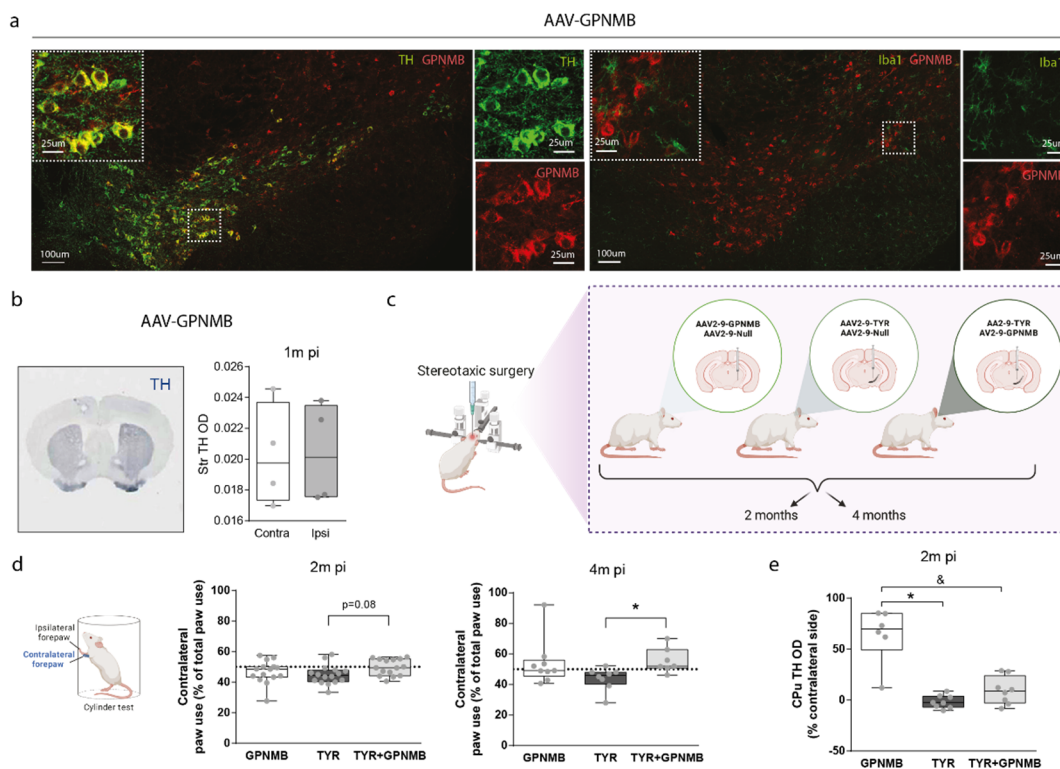 AAV-GPNMB
a
TH GPNMB
25um
100um
TH
25um
GPNMB
25um
Iba1 GPNMB
25um
100um
Iba1
25um
GPNMB
25um
b
AAV-GPNMB
TH
1m pi
Str TH OD
0.026
0.024
0.022
0.020
0.018
0.016
Contra
Ipsi
c
Stereotaxic surgery
AAV2-9-GPNMB
AAV2-9-Null
AAV2-9-TYR
AAV2-9-Null
AA2-9-TYR
AV2-9-GPNMB
2 months
4 months
d
Ipsilateral
forepaw
Contralateral
forepaw
Cylinder test
2m pi
Contralateral
paw use (% of total paw use)
100
80
60
40
20
0
p=0.08
GPNMB
TYR
TYR+GPNMB
4m pi
Contralateral
paw use (% of total paw use)
100
80
60
40
20
0
*
GPNMB
TYR
TYR+GPNMB
e
2m pi
CPu TH OD
(% contralateral side)
100
50
0
-50
&
*
GPNMB
TYR
TYR+GPNMB